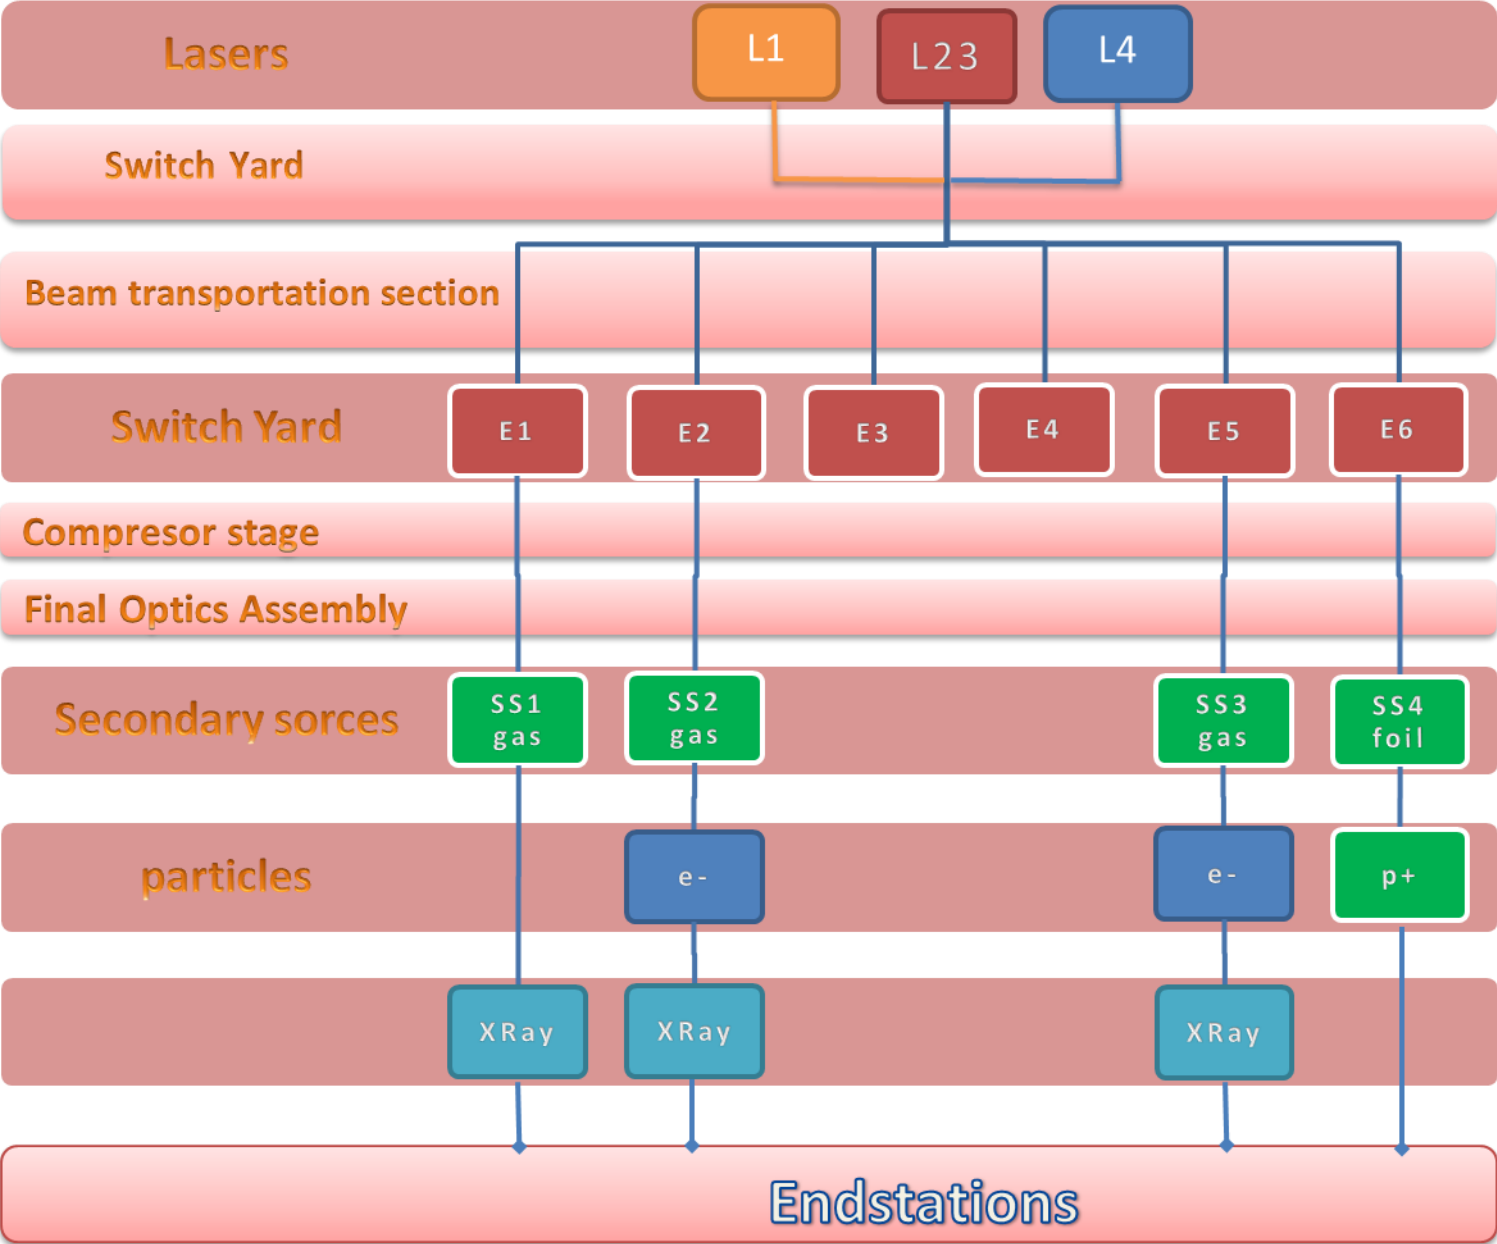 Lasers
L1
L23
L4
Switch Yard
Beam transportation section
Switch Yard
E1
E2
E3
E4
E5
E6
Compresor stage
Final Optics Assembly
Secondary sorces
SS1
gas
SS2
gas
SS3
gas
SS4
foil
particles
e-
e-
p+
XRay
XRay
XRay
Endstations